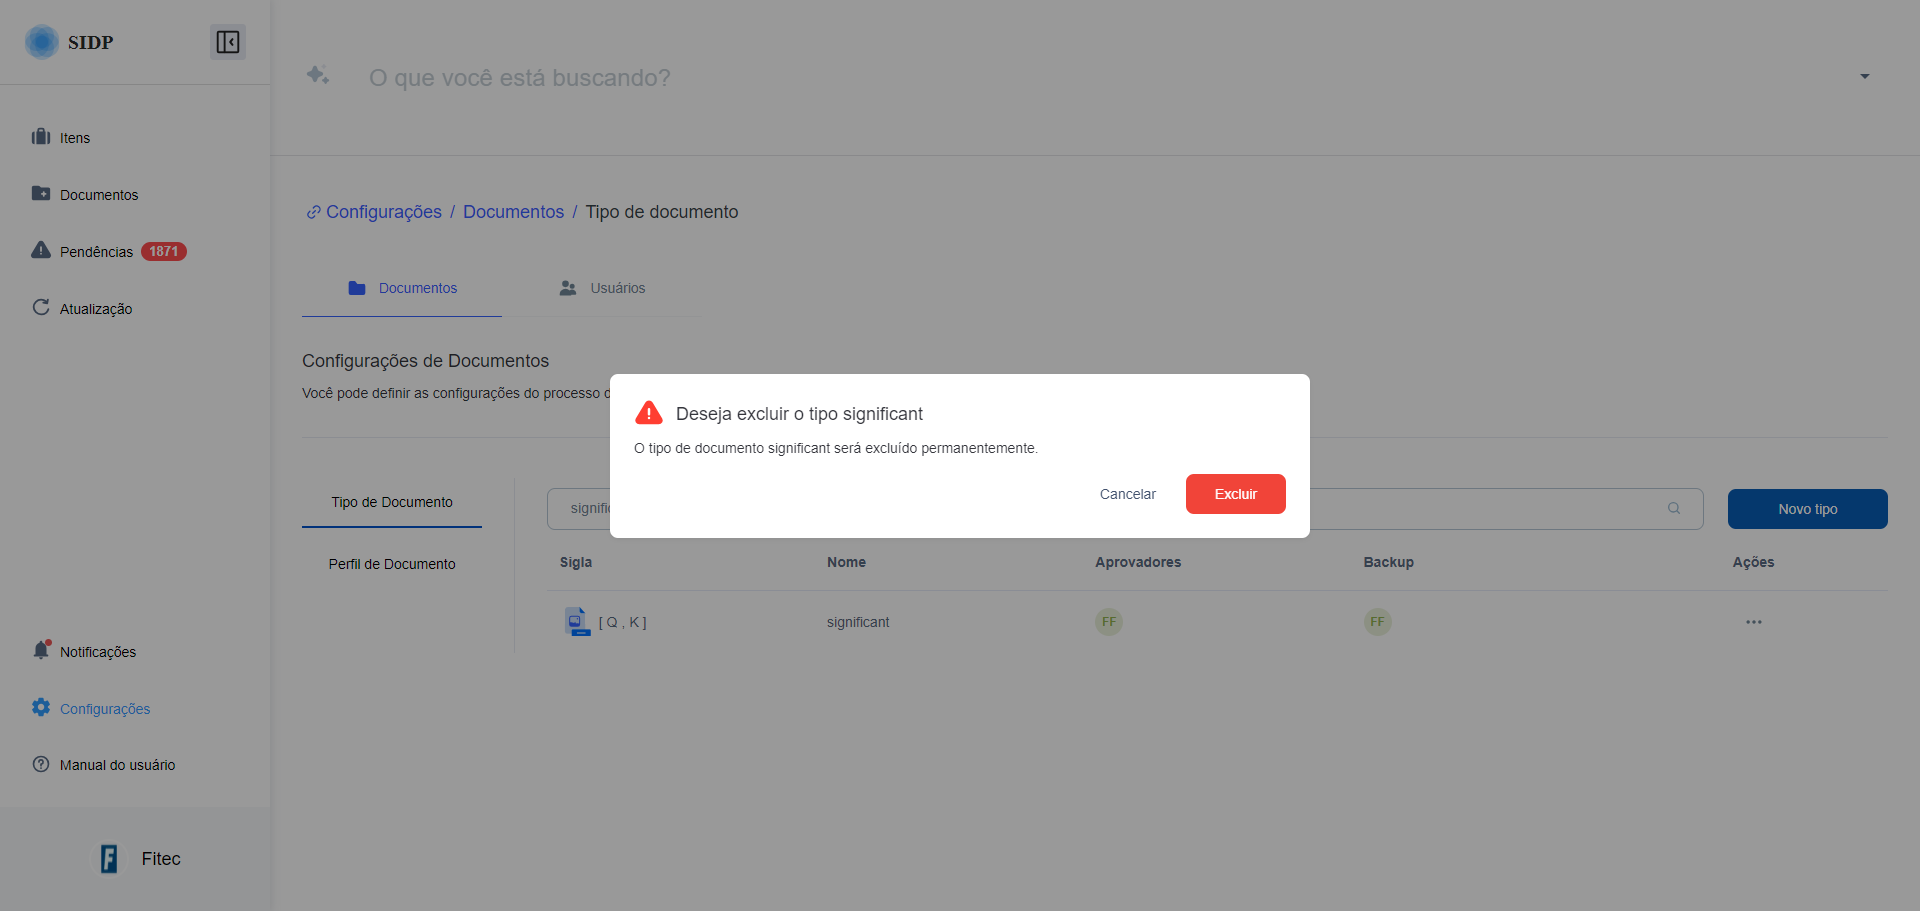 SIDP
O que você está buscando?
Itens
Documentos
Pendências 1871
Atualização
Configurações / Documentos / Tipo de documento
Documentos
Usuários
Configurações de Documentos
Você pode definir as configurações do processo
Deseja excluir o tipo significant
O tipo de documento significant será excluído permanentemente.
Cancelar
Excluir
Tipo de Documento
Perfil de Documento
Novo tipo
Sigla Nome Aprovadores Backup Ações
[ Q , K ] significant FF FF
Notificações
Configurações
Manual do usuário
F Fitec